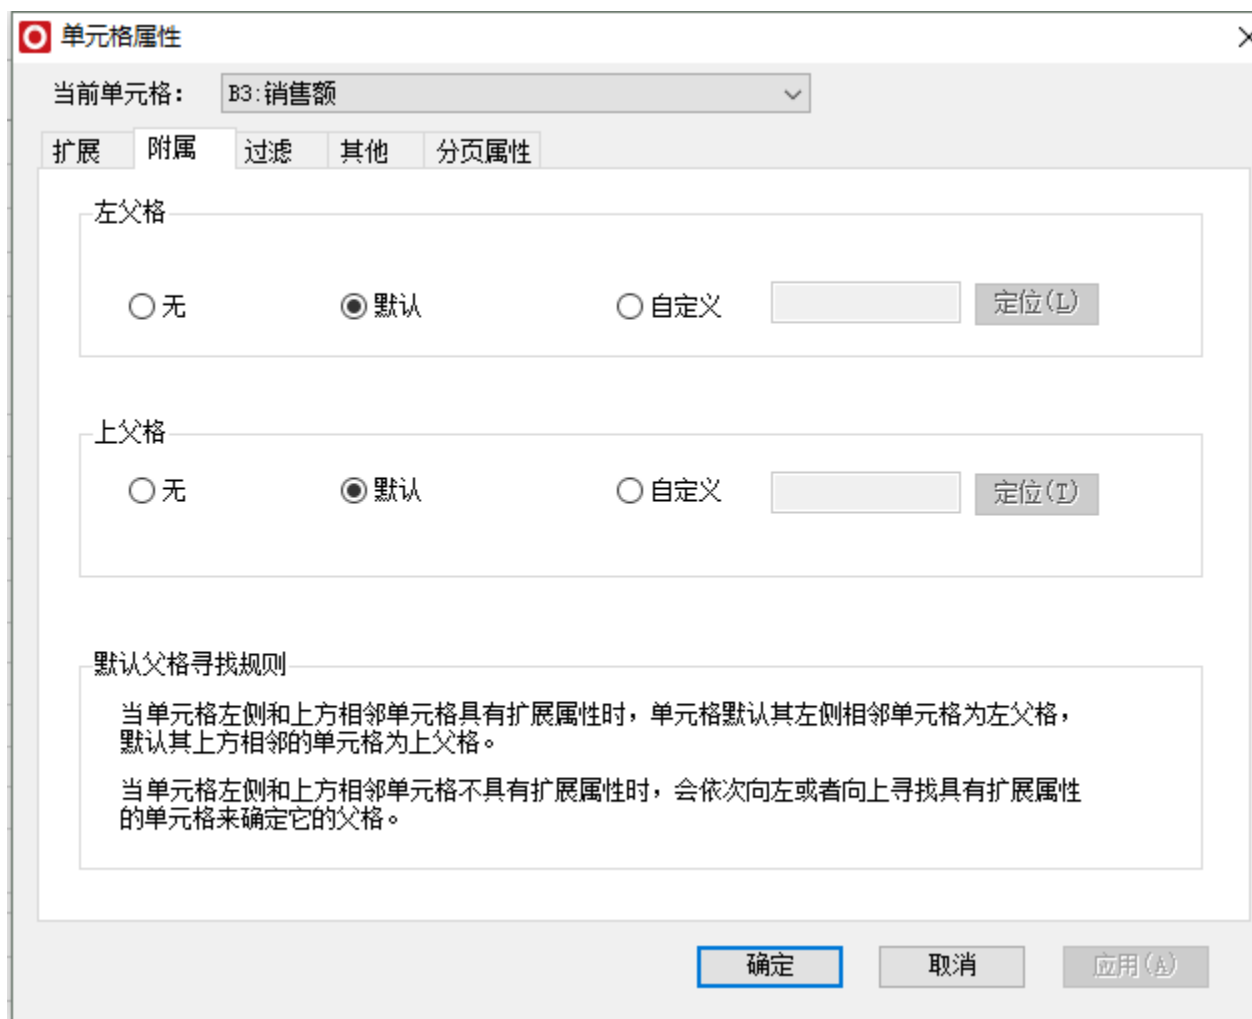 单元格属性
当前单元格: B3:销售额
扩展 附属 过滤 其他 分页属性
左父格
无 默认 自定义 定位(L)
上父格
无 默认 自定义 定位(T)
默认父格寻找规则
当单元格左侧和上方相邻单元格具有扩展属性时，单元格默认其左侧相邻单元格为左父格，
默认其上方相邻的单元格为上父格。
当单元格左侧和上方相邻单元格不具有扩展属性时，会依次向左或者向上寻找具有扩展属性
的单元格来确定它的父格。
确定 取消 应用(A)